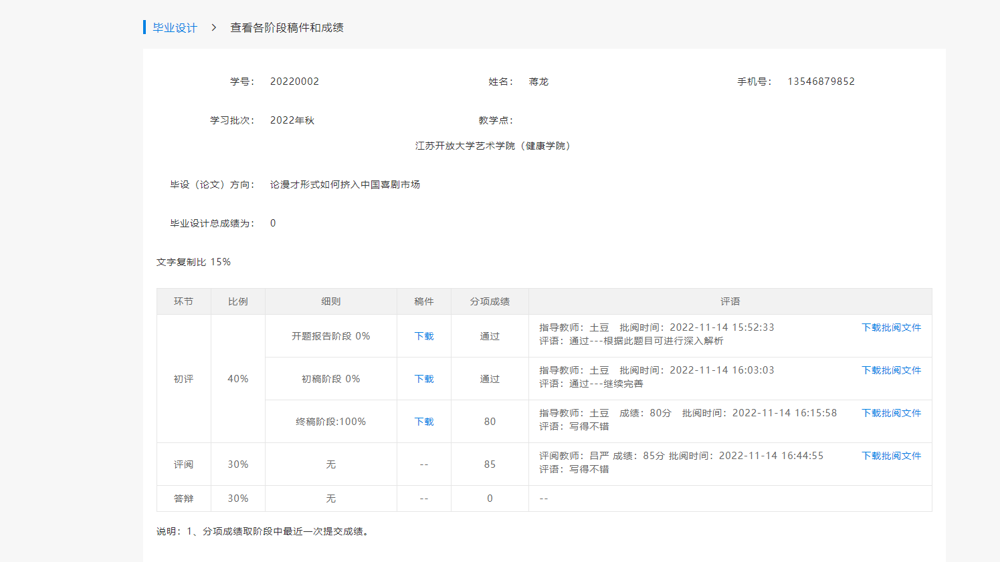 毕业设计 > 查看各阶段稿件和成绩
学号： 20220002 姓名： 蒋龙 手机号： 13546879852
学习批次： 2022年秋 教学点：
江苏开放大学艺术学院（健康学院）
毕设（论文）方向： 论漫才形式如何挤入中国喜剧市场
毕业设计总成绩为： 0
文字复制比 15%
环节 比例 细则 稿件 分项成绩 评语
初评 40%
开题报告阶段 0% 下载 通过
指导教师：土豆 批阅时间：2022-11-14 15:52:33 下载批阅文件
评语：通过---根据此题目可进行深入解析
初稿阶段 0% 下载 通过
指导教师：土豆 批阅时间：2022-11-14 16:03:03 下载批阅文件
评语：通过---继续完善
终稿阶段:100% 下载 80
指导教师：土豆 成绩：80分 批阅时间：2022-11-14 16:15:58 下载批阅文件
评语：写得不错
评阅 30% 无 -- 85
评阅教师：吕严 成绩：85分 批阅时间：2022-11-14 16:44:55 下载批阅文件
评语：写得不错
答辩 30% 无 -- 0 --
说明：1、分项成绩取阶段中最近一次提交成绩。